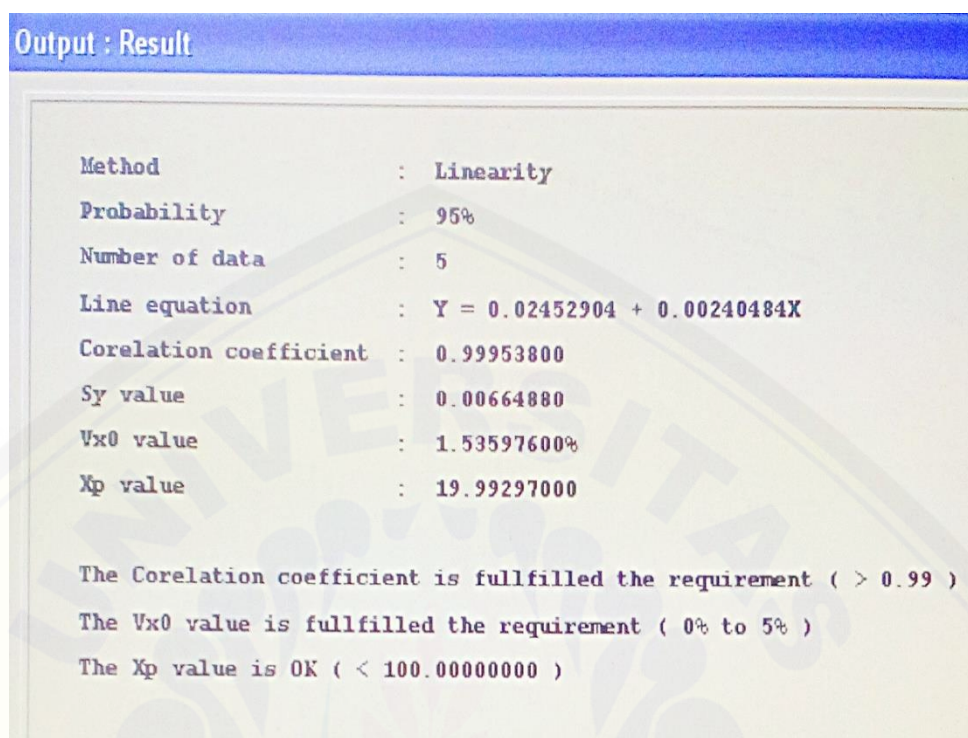 Output : Result
Method : Linearity
Probability : 95%
Number of data : 5
Line equation : Y = 0.02452904 + 0.00240484X
Corelation coefficient : 0.99953800
Sy value : 0.00664880
Vx0 value : 1.53597600%
Xp value : 19.99297000
The Corelation coefficient is fullfilled the requirement ( > 0.99 )
The Vx0 value is fullfilled the requirement ( 0% to 5% )
The Xp value is OK ( < 100.00000000 )
UNIVERSITAS